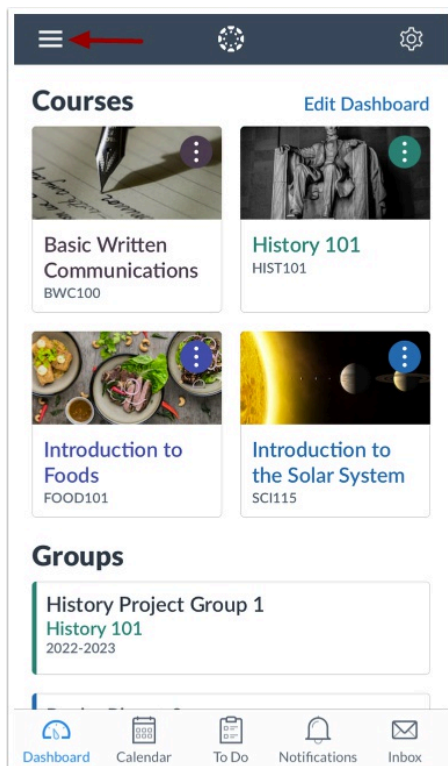 Courses
Edit Dashboard
Basic Written
Communications
BWC100
History 101
HIST101
Introduction to
Foods
FOOD101
Introduction to
the Solar System
SCI115
Groups
History Project Group 1
History 101
2022-2023
Dashboard
Calendar
To Do
Notifications
Inbox